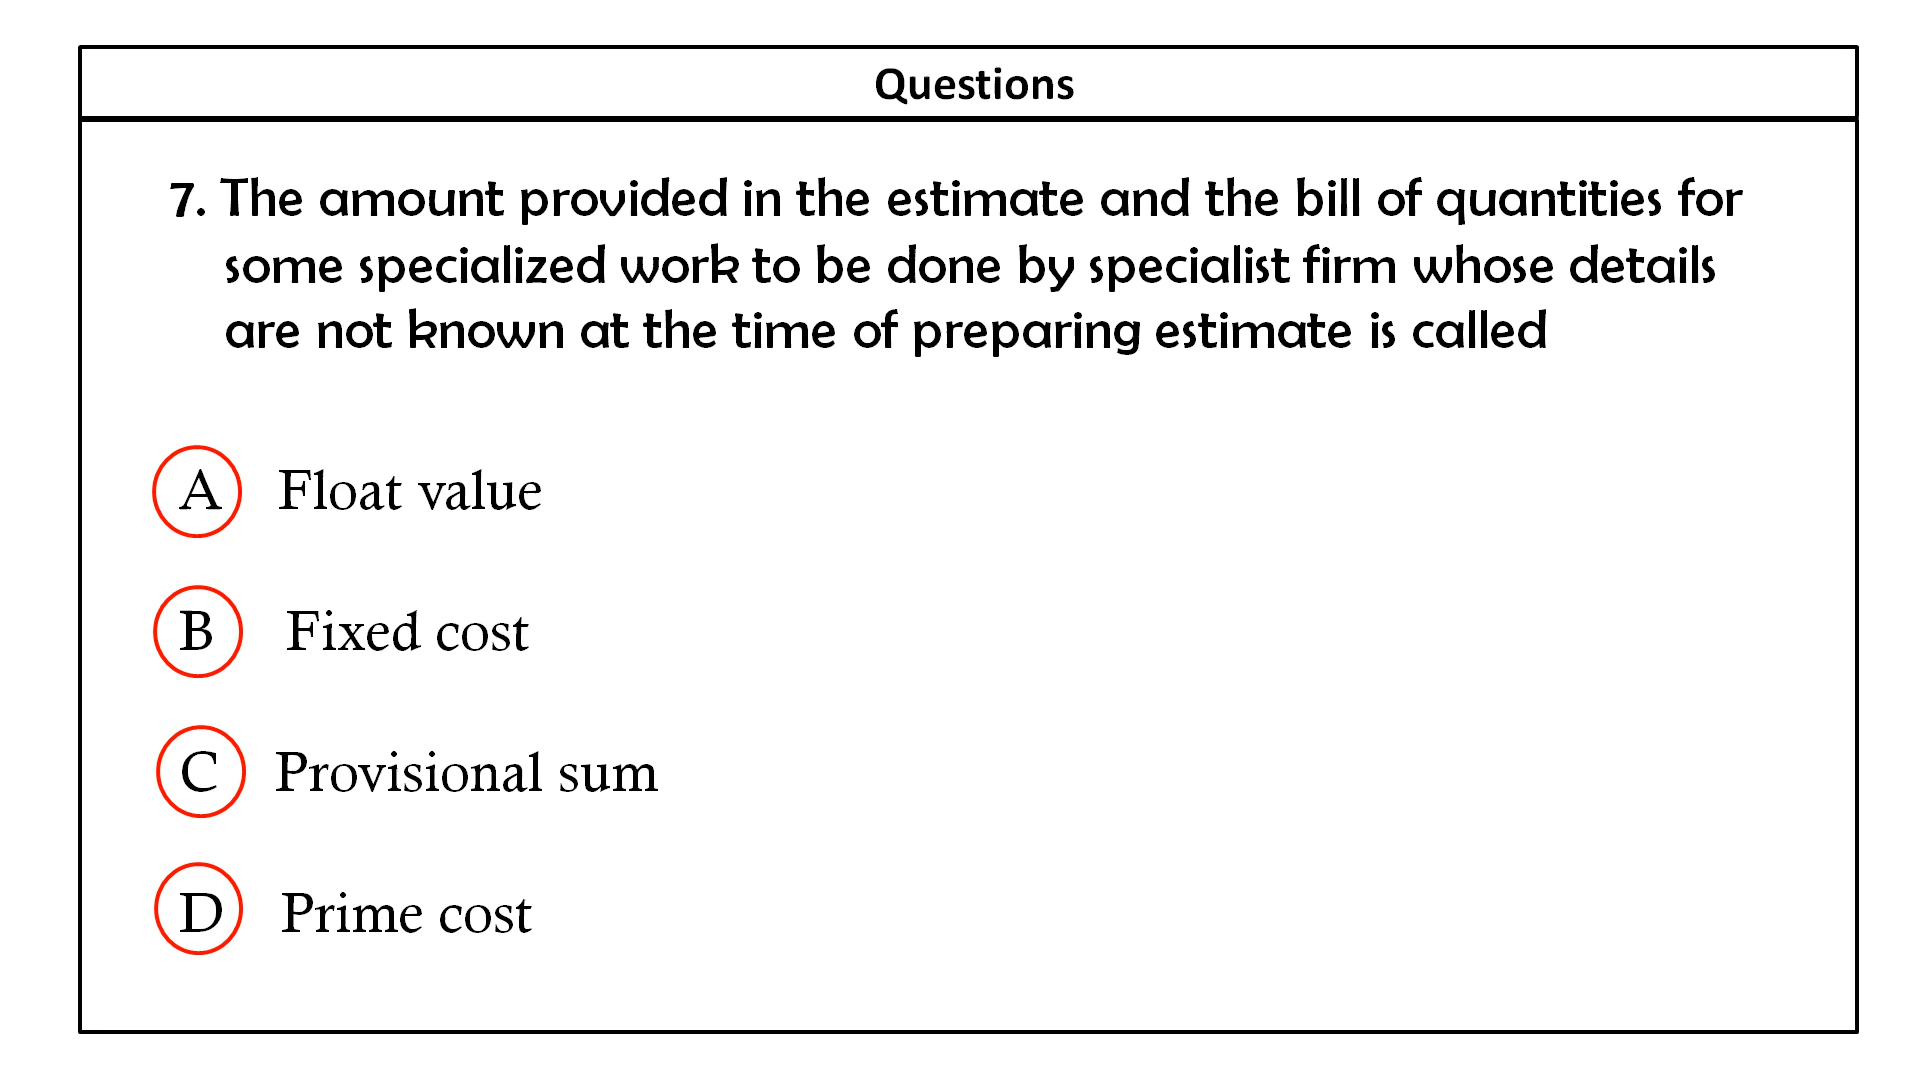 Questions
7. The amount provided in the estimate and the bill of quantities for
some specialized work to be done by specialist firm whose details
are not known at the time of preparing estimate is called
A Float value
B Fixed cost
C Provisional sum
D Prime cost